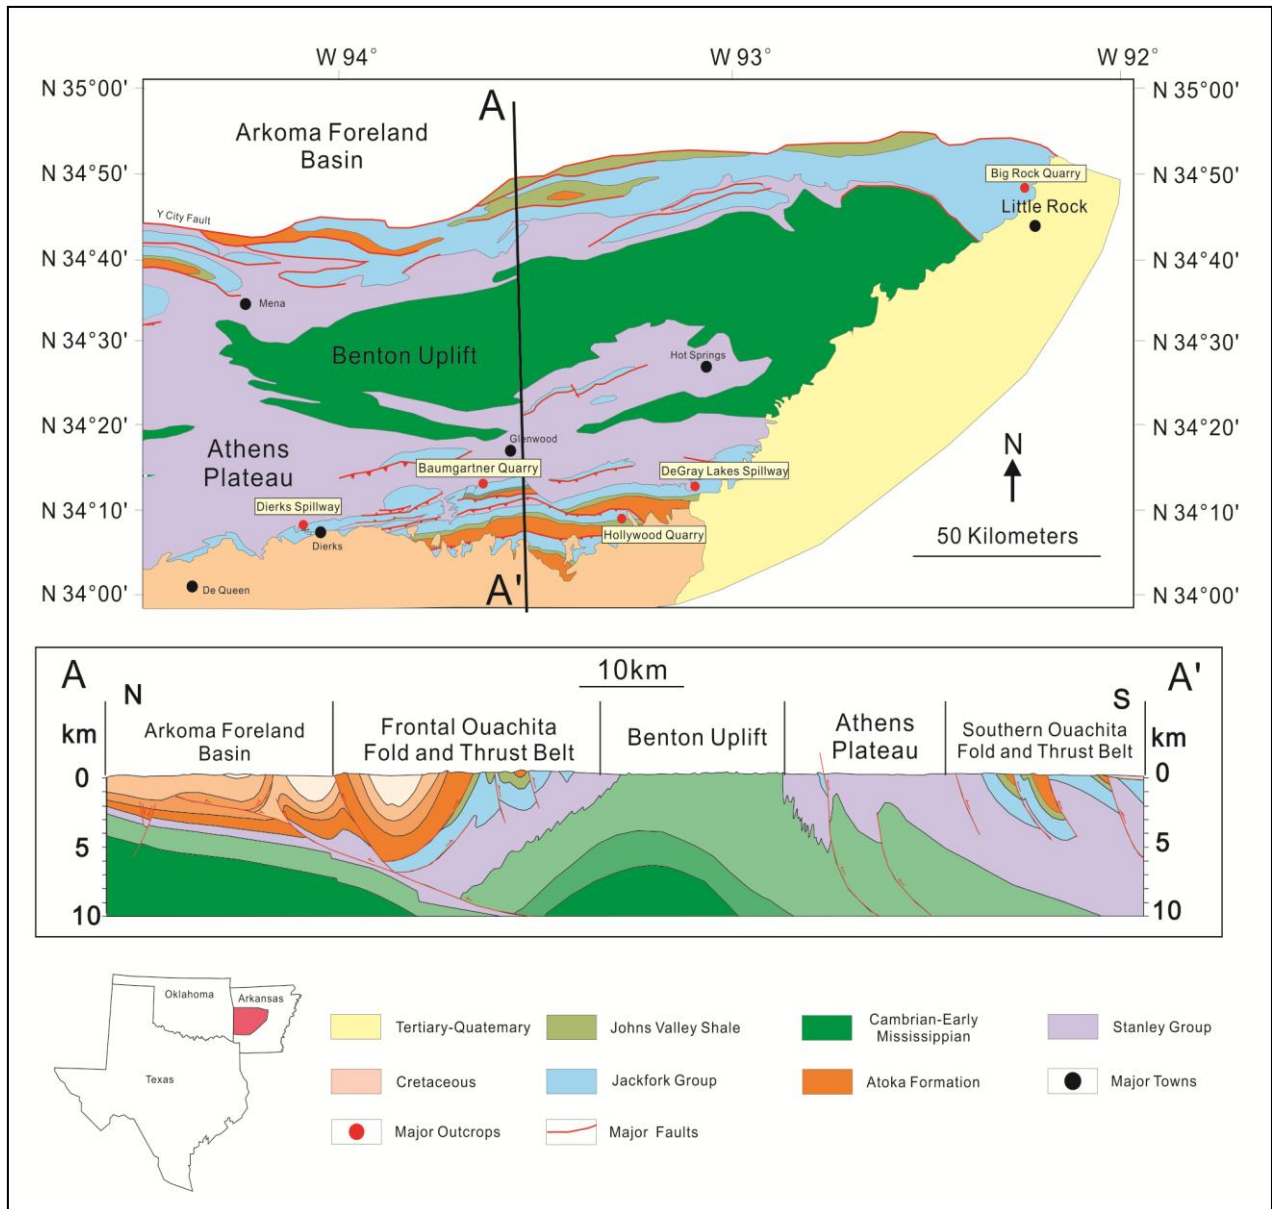 W 94°
W 93°
W 92°
N 35°00'
N 35°00'
A
Arkoma Foreland
Basin
N 34°50'
N 34°50'
Big Rock Quarry
Little Rock
Y City Fault
N 34°40'
N 34°40'
Mena
N 34°30'
N 34°30'
Benton Uplift
Hot Springs
N 34°20'
N 34°20'
Athens
Plateau
Glenwood
N
Baumgartner Quarry
DeGray Lakes Spillway
Dierks Spillway
N 34°10'
N 34°10'
Hollywood Quarry
50 Kilometers
Dierks
A'
De Queen
N 34°00'
N 34°00'
A
10km
A'
N
S
km
Arkoma Foreland
Basin
Frontal Ouachita
Fold and Thrust Belt
Benton Uplift
Athens
Plateau
Southern Ouachita
Fold and Thrust Belt
km
0
0
5
5
10
10
Oklahoma
Arkansas
Texas
Tertiary-Quatemary
Johns Valley Shale
Cambrian-Early
Mississippian
Stanley Group
Cretaceous
Jackfork Group
Atoka Formation
Major Towns
Major Outcrops
Major Faults